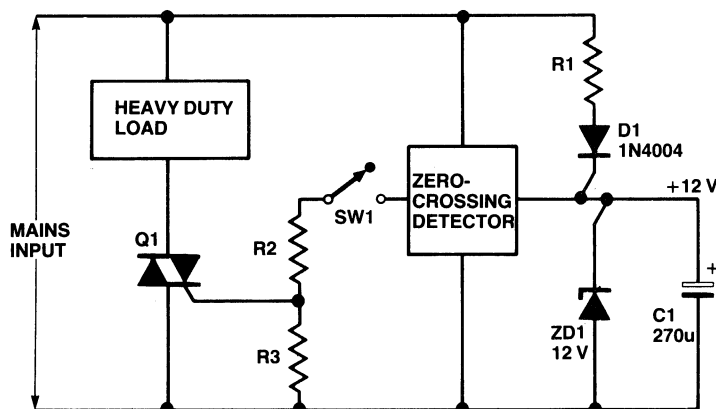 R1
HEAVY DUTY
LOAD
D1
1N4004
ZERO-
CROSSING
DETECTOR
+12 V
SW1
MAINS
INPUT
Q1
R2
+
C1
270u
ZD1
12 V
R3